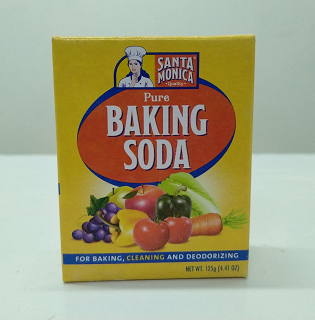 SANTA
MONICA
Quality
Pure
BAKING
SODA
FOR BAKING, CLEANING AND DEODORIZING
NET WT. 125g (4.41 OZ)